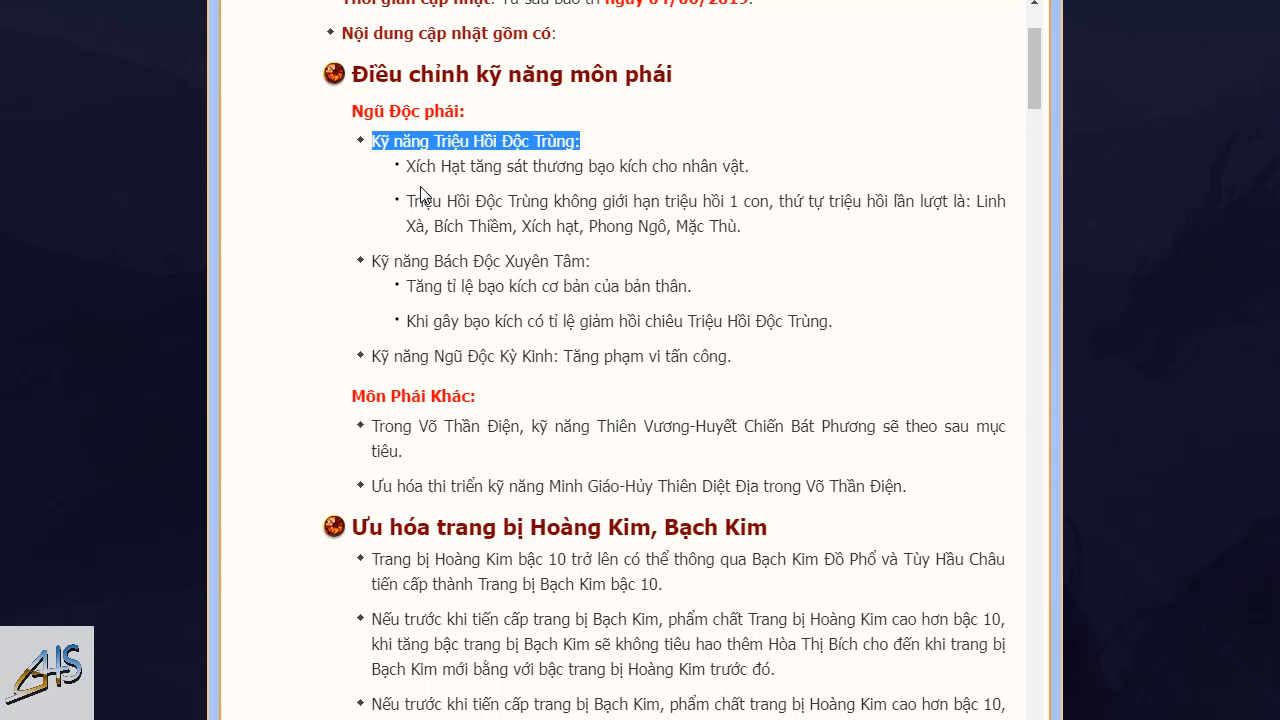 Thời gian cập nhật: Từ sau bảo trì ngày 04/06/2019.
Nội dung cập nhật gồm có:
Điều chỉnh kỹ năng môn phái
Ngũ Độc phái:
Kỹ năng Triệu Hồi Độc Trùng:
Xích Hạt tăng sát thương bạo kích cho nhân vật.
Triệu Hồi Độc Trùng không giới hạn triệu hồi 1 con, thứ tự triệu hồi lần lượt là: Linh
Xà, Bích Thiềm, Xích hạt, Phong Ngô, Mặc Thù.
Kỹ năng Bách Độc Xuyên Tâm:
Tăng tỉ lệ bạo kích cơ bản của bản thân.
Khi gây bạo kích có tỉ lệ giảm hồi chiêu Triệu Hồi Độc Trùng.
Kỹ năng Ngũ Độc Kỳ Kinh: Tăng phạm vi tấn công.
Môn Phái Khác:
Trong Võ Thần Điện, kỹ năng Thiên Vương-Huyết Chiến Bát Phương sẽ theo sau mục
tiêu.
Ưu hóa thi triển kỹ năng Minh Giáo-Hủy Thiên Diệt Địa trong Võ Thần Điện.
Ưu hóa trang bị Hoàng Kim, Bạch Kim
Trang bị Hoàng Kim bậc 10 trở lên có thể thông qua Bạch Kim Đồ Phổ và Tùy Hầu Châu
tiến cấp thành Trang bị Bạch Kim bậc 10.
Nếu trước khi tiến cấp trang bị Bạch Kim, phẩm chất Trang bị Hoàng Kim cao hơn bậc 10,
khi tăng bậc trang bị Bạch Kim sẽ không tiêu hao thêm Hòa Thị Bích cho đến khi trang bị
Bạch Kim mới bằng với bậc trang bị Hoàng Kim trước đó.
Nếu trước khi tiến cấp trang bị Bạch Kim, phẩm chất trang bị Hoàng Kim cao hơn bậc 10,